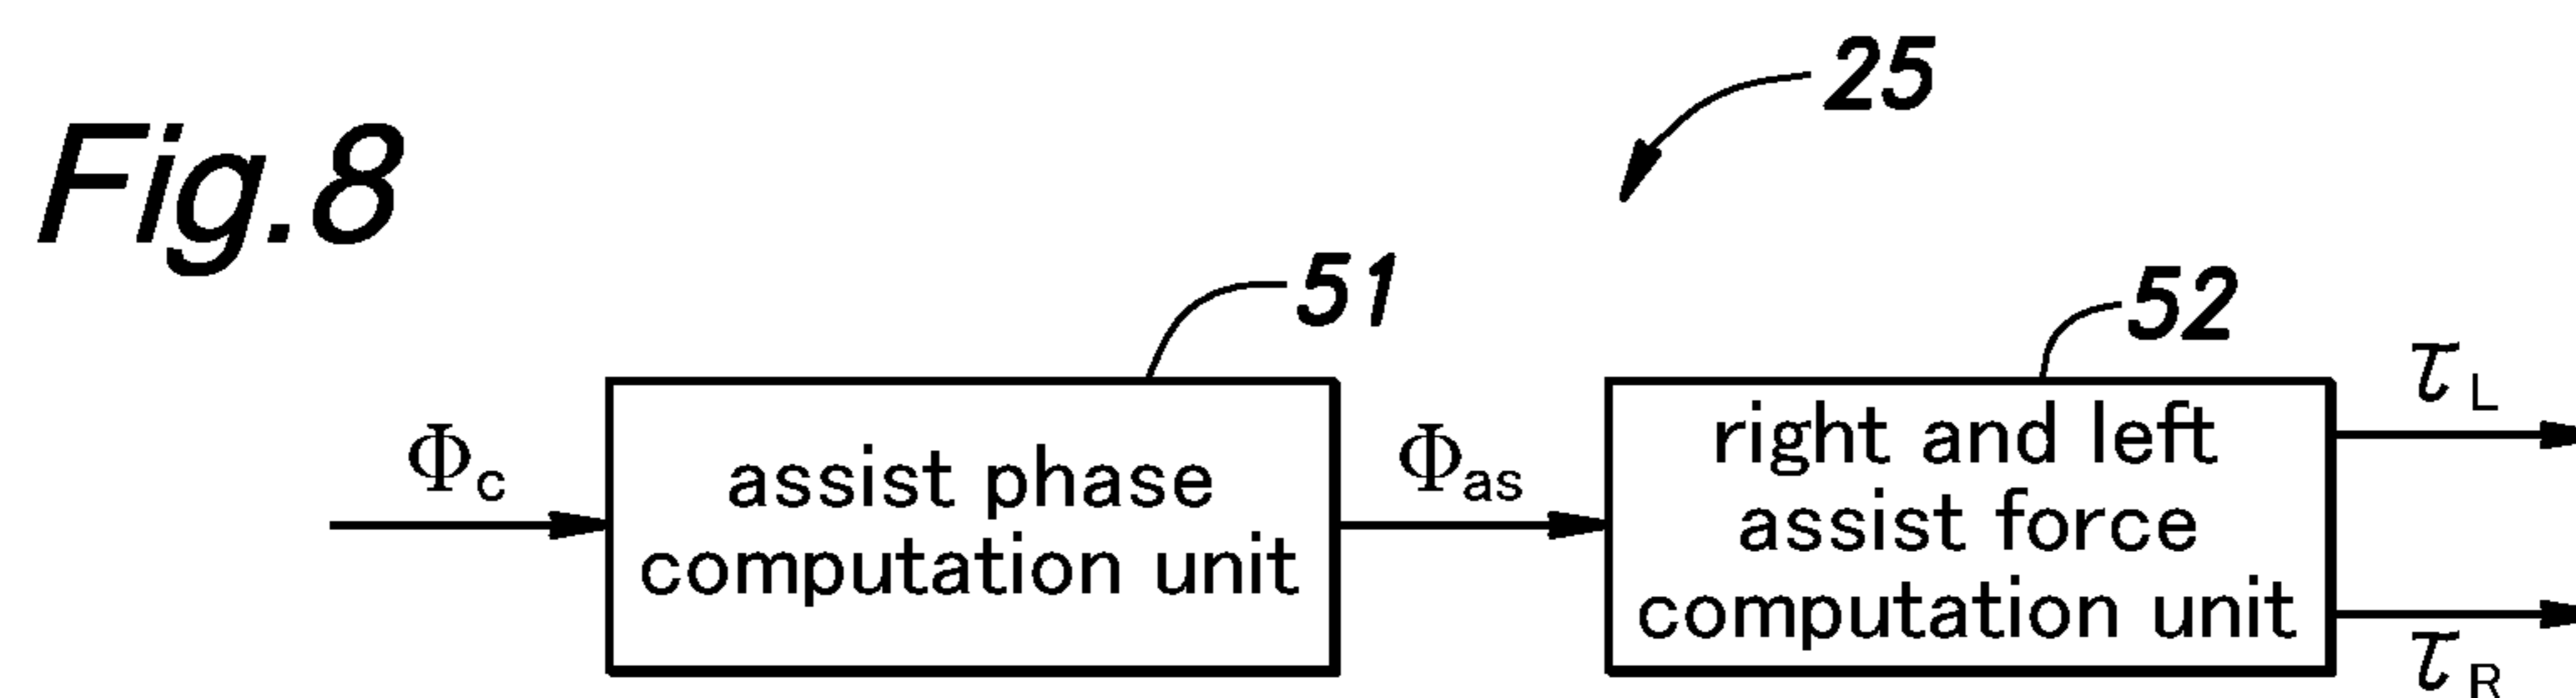 Fig.8
25
51
52
Φc
assist phase
computation unit
Φas
right and left
assist force
computation unit
τL
τR